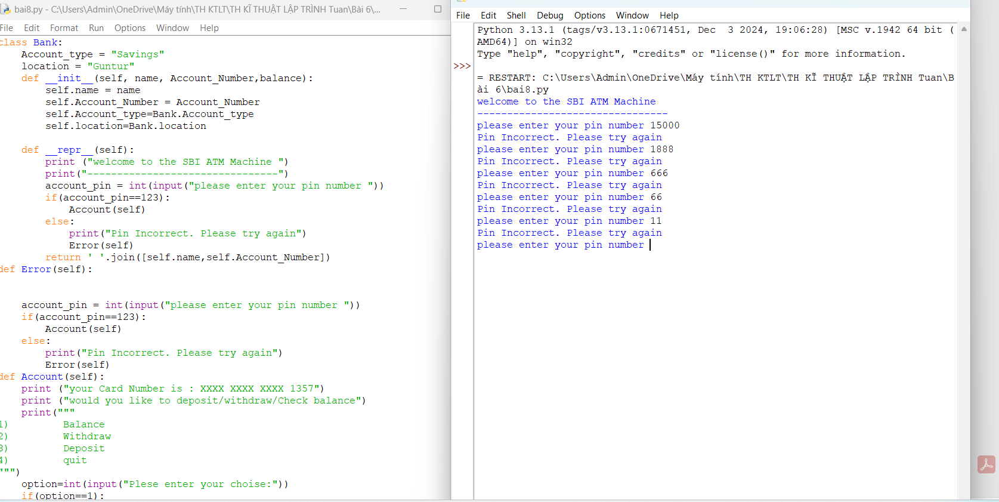 bai8.py - C:\Users\Admin\OneDrive\Máy tính\TH KTLT\TH KĨ THUẬT LẬP TRÌNH Tuan\Bài 6\...
File Edit Format Run Options Window Help
class Bank:
    Account_type = "Savings"
    location = "Guntur"
    def __init__(self, name, Account_Number,balance):
        self.name = name
        self.Account_Number = Account_Number
        self.Account_type=Bank.Account_type
        self.location=Bank.location
    def __repr__(self):
        print ("welcome to the SBI ATM Machine ")
        print("--------------------------------")
        account_pin = int(input("please enter your pin number "))
        if(account_pin==123):
            Account(self)
        else:
            print("Pin Incorrect. Please try again")
            Error(self)
        return ' '.join([self.name,self.Account_Number])
def Error(self):
    account_pin = int(input("please enter your pin number "))
    if(account_pin==123):
        Account(self)
    else:
        print("Pin Incorrect. Please try again")
        Error(self)
def Account(self):
    print ("your Card Number is : XXXX XXXX XXXX 1357")
    print ("would you like to deposit/withdraw/Check balance")
    print("""
1)         Balance
2)         Withdraw
3)         Deposit
4)         quit
""")
    option=int(input("Plese enter your choise:"))
    if(option==1):
File Edit Shell Debug Options Window Help
Python 3.13.1 (tags/v3.13.1:0671451, Dec  3 2024, 19:06:28) [MSC v.1942 64 bit (
AMD64)] on win32
Type "help", "copyright", "credits" or "license()" for more information.
>>>
= RESTART: C:\Users\Admin\OneDrive\Máy tính\TH KTLT\TH KĨ THUẬT LẬP TRÌNH Tuan\B
ài 6\bai8.py
welcome to the SBI ATM Machine
--------------------------------
please enter your pin number 15000
Pin Incorrect. Please try again
please enter your pin number 1888
Pin Incorrect. Please try again
please enter your pin number 666
Pin Incorrect. Please try again
please enter your pin number 66
Pin Incorrect. Please try again
please enter your pin number 11
Pin Incorrect. Please try again
please enter your pin number